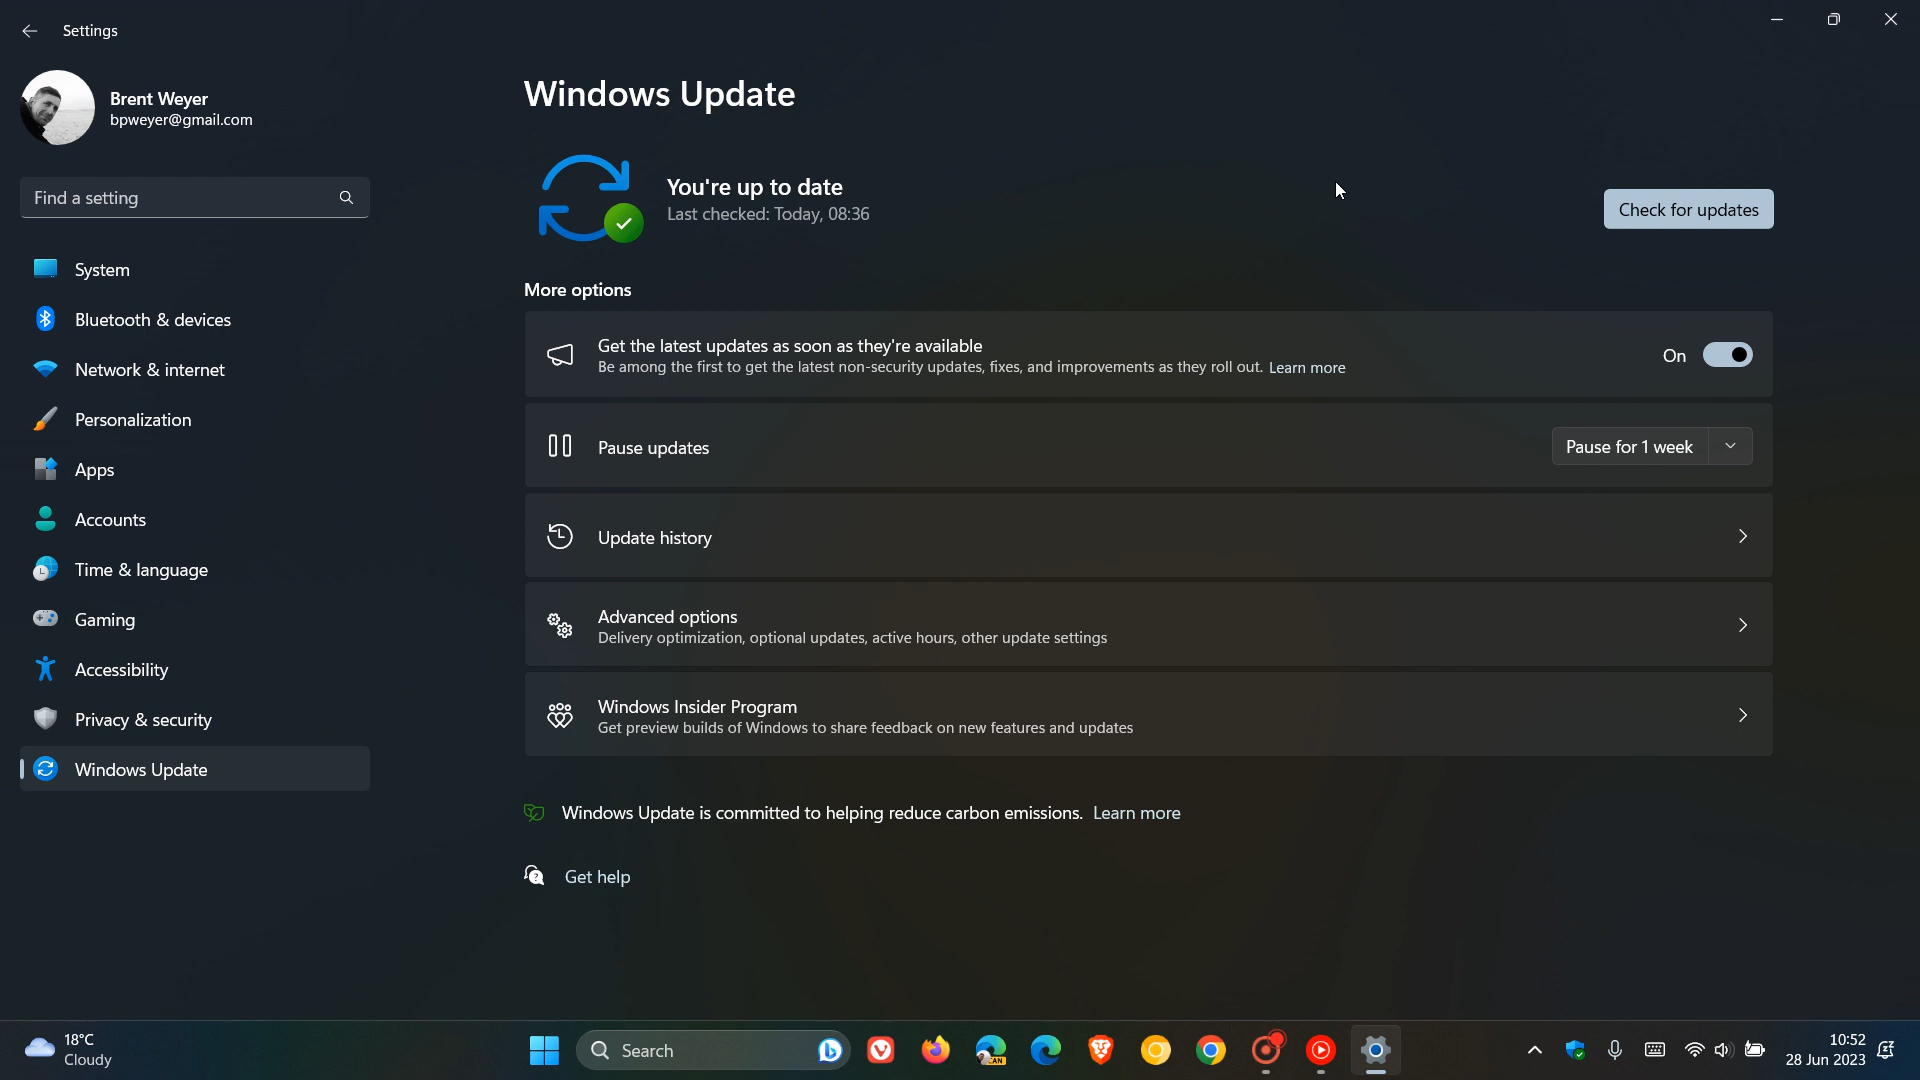 Settings
Brent Weyer
bpweyer@gmail.com
Find a setting
System
Bluetooth & devices
Network & internet
Personalization
Apps
Accounts
Time & language
Gaming
Accessibility
Privacy & security
Windows Update
Windows Update
You're up to date
Last checked: Today, 08:36
Check for updates
More options
Get the latest updates as soon as they're available
Be among the first to get the latest non-security updates, fixes, and improvements as they roll out. Learn more
On
Pause updates
Pause for 1 week
Update history
Advanced options
Delivery optimization, optional updates, active hours, other update settings
Windows Insider Program
Get preview builds of Windows to share feedback on new features and updates
Windows Update is committed to helping reduce carbon emissions. Learn more
Get help
18°C
Cloudy
Search
CAN
10:52
28 Jun 2023